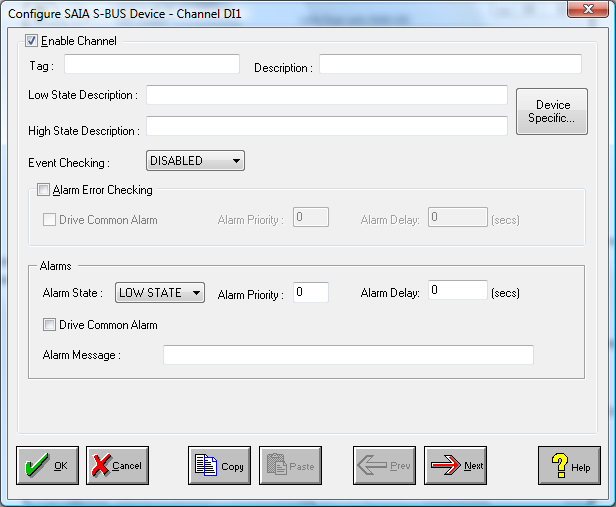 Configure SAIA S-BUS Device - Channel DI1
Enable Channel
Tag : Description :
Low State Description :
Device Specific...
High State Description :
Event Checking : DISABLED
Alarm Error Checking
Drive Common Alarm Alarm Priority : 0 Alarm Delay: 0 (secs)
Alarms
Alarm State : LOW STATE Alarm Priority : 0 Alarm Delay: 0 (secs)
Drive Common Alarm
Alarm Message :
OK Cancel Copy Paste Prev Next Help